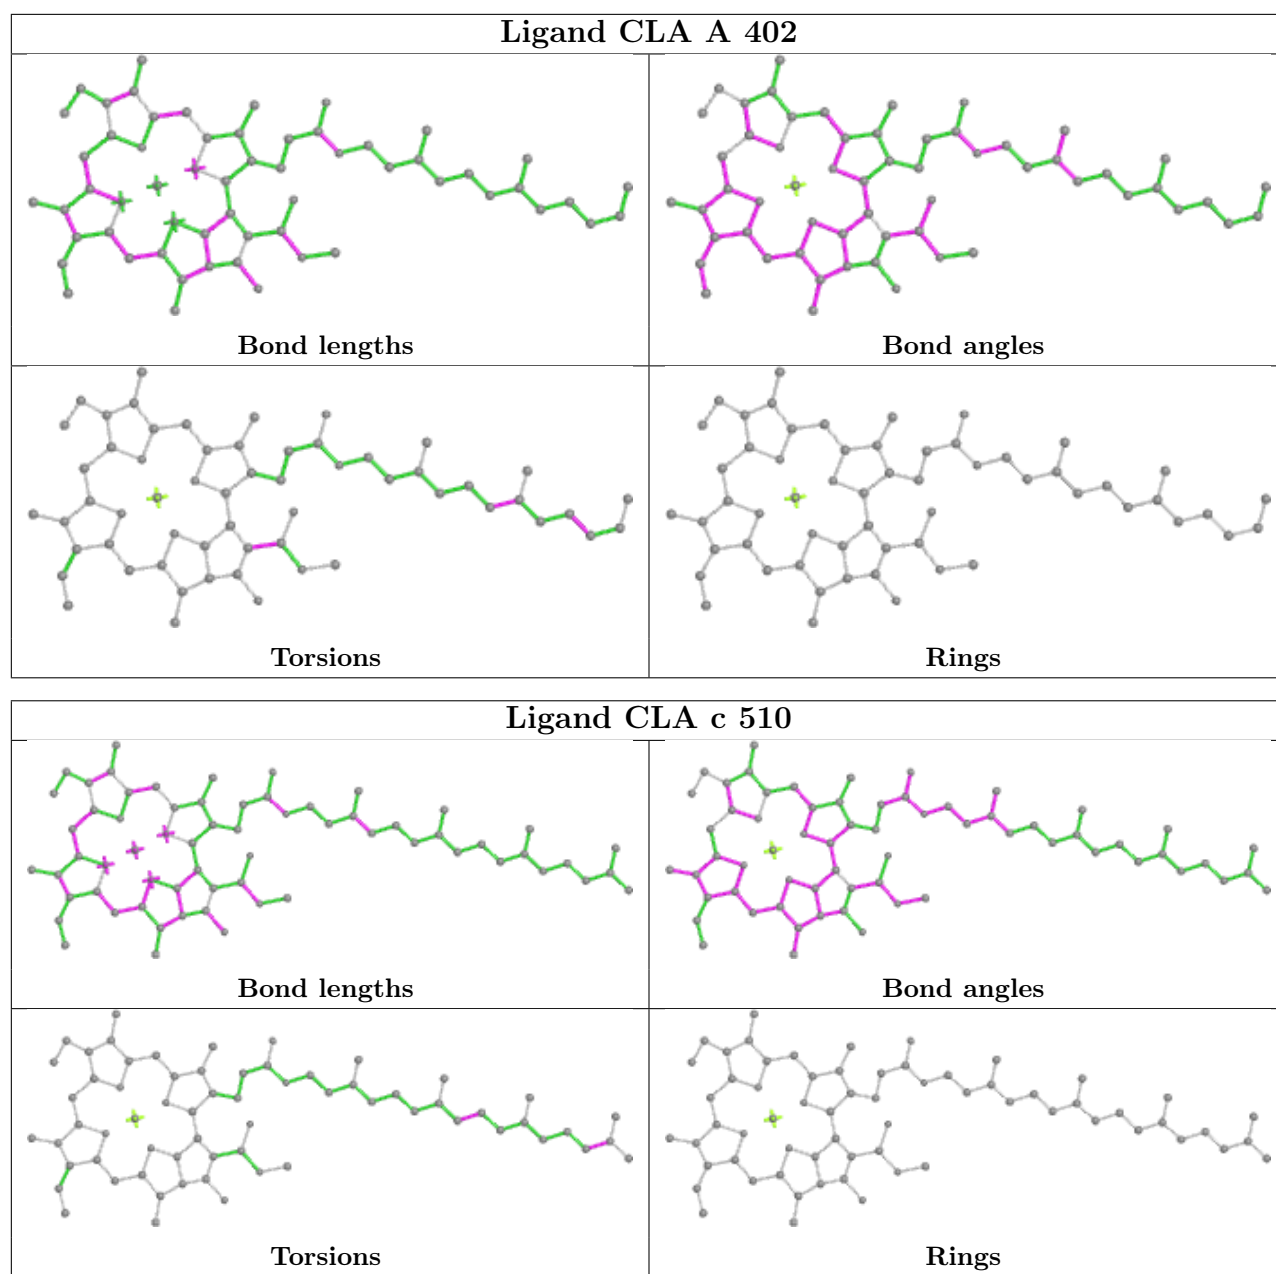 Ligand CLA A 402
Bond lengths
Bond angles
Torsions
Rings
Ligand CLA c 510
Bond lengths
Bond angles
Torsions
Rings